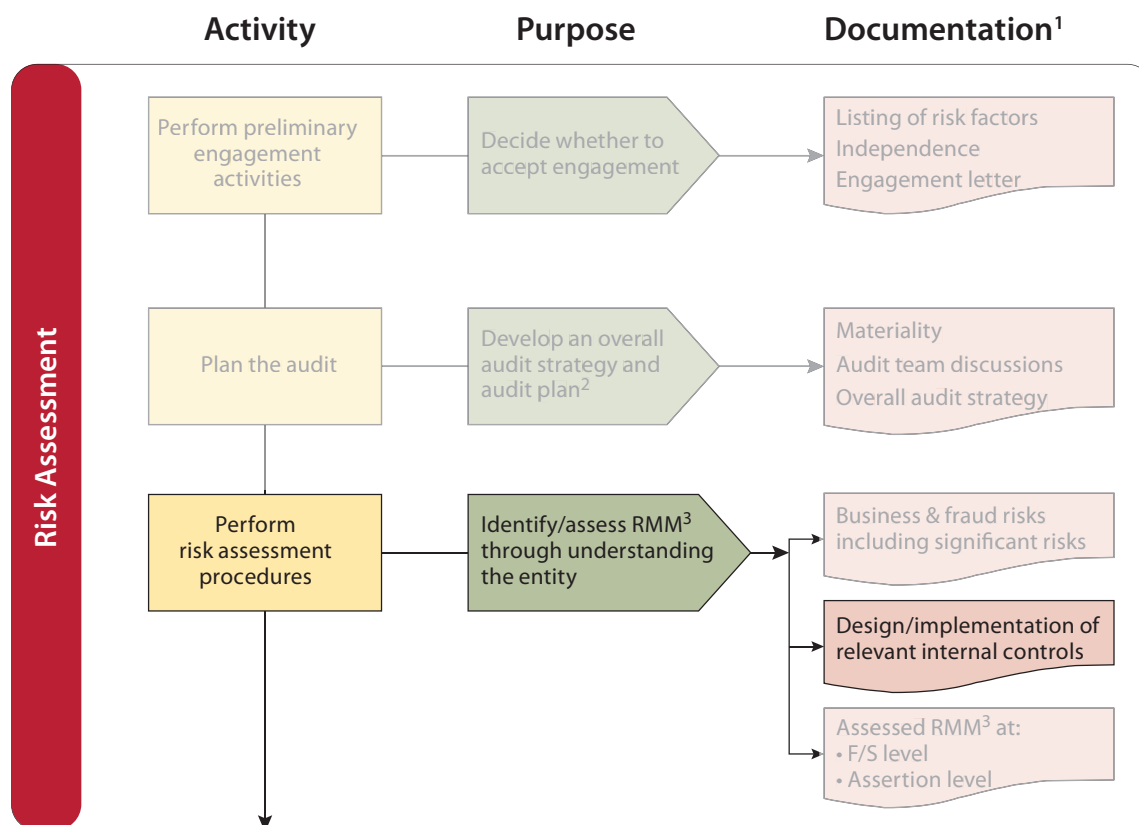 Activity
Purpose
Documentation¹
Risk Assessment
Perform preliminary
engagement
activities
Decide whether to
accept engagement
Listing of risk factors
Independence
Engagement letter
Plan the audit
Develop an overall
audit strategy and
audit plan²
Materiality
Audit team discussions
Overall audit strategy
Perform
risk assessment
procedures
Identify/assess RMM³
through understanding
the entity
Business & fraud risks
including significant risks
Design/implementation of
relevant internal controls
Assessed RMM³ at:
• F/S level
• Assertion level